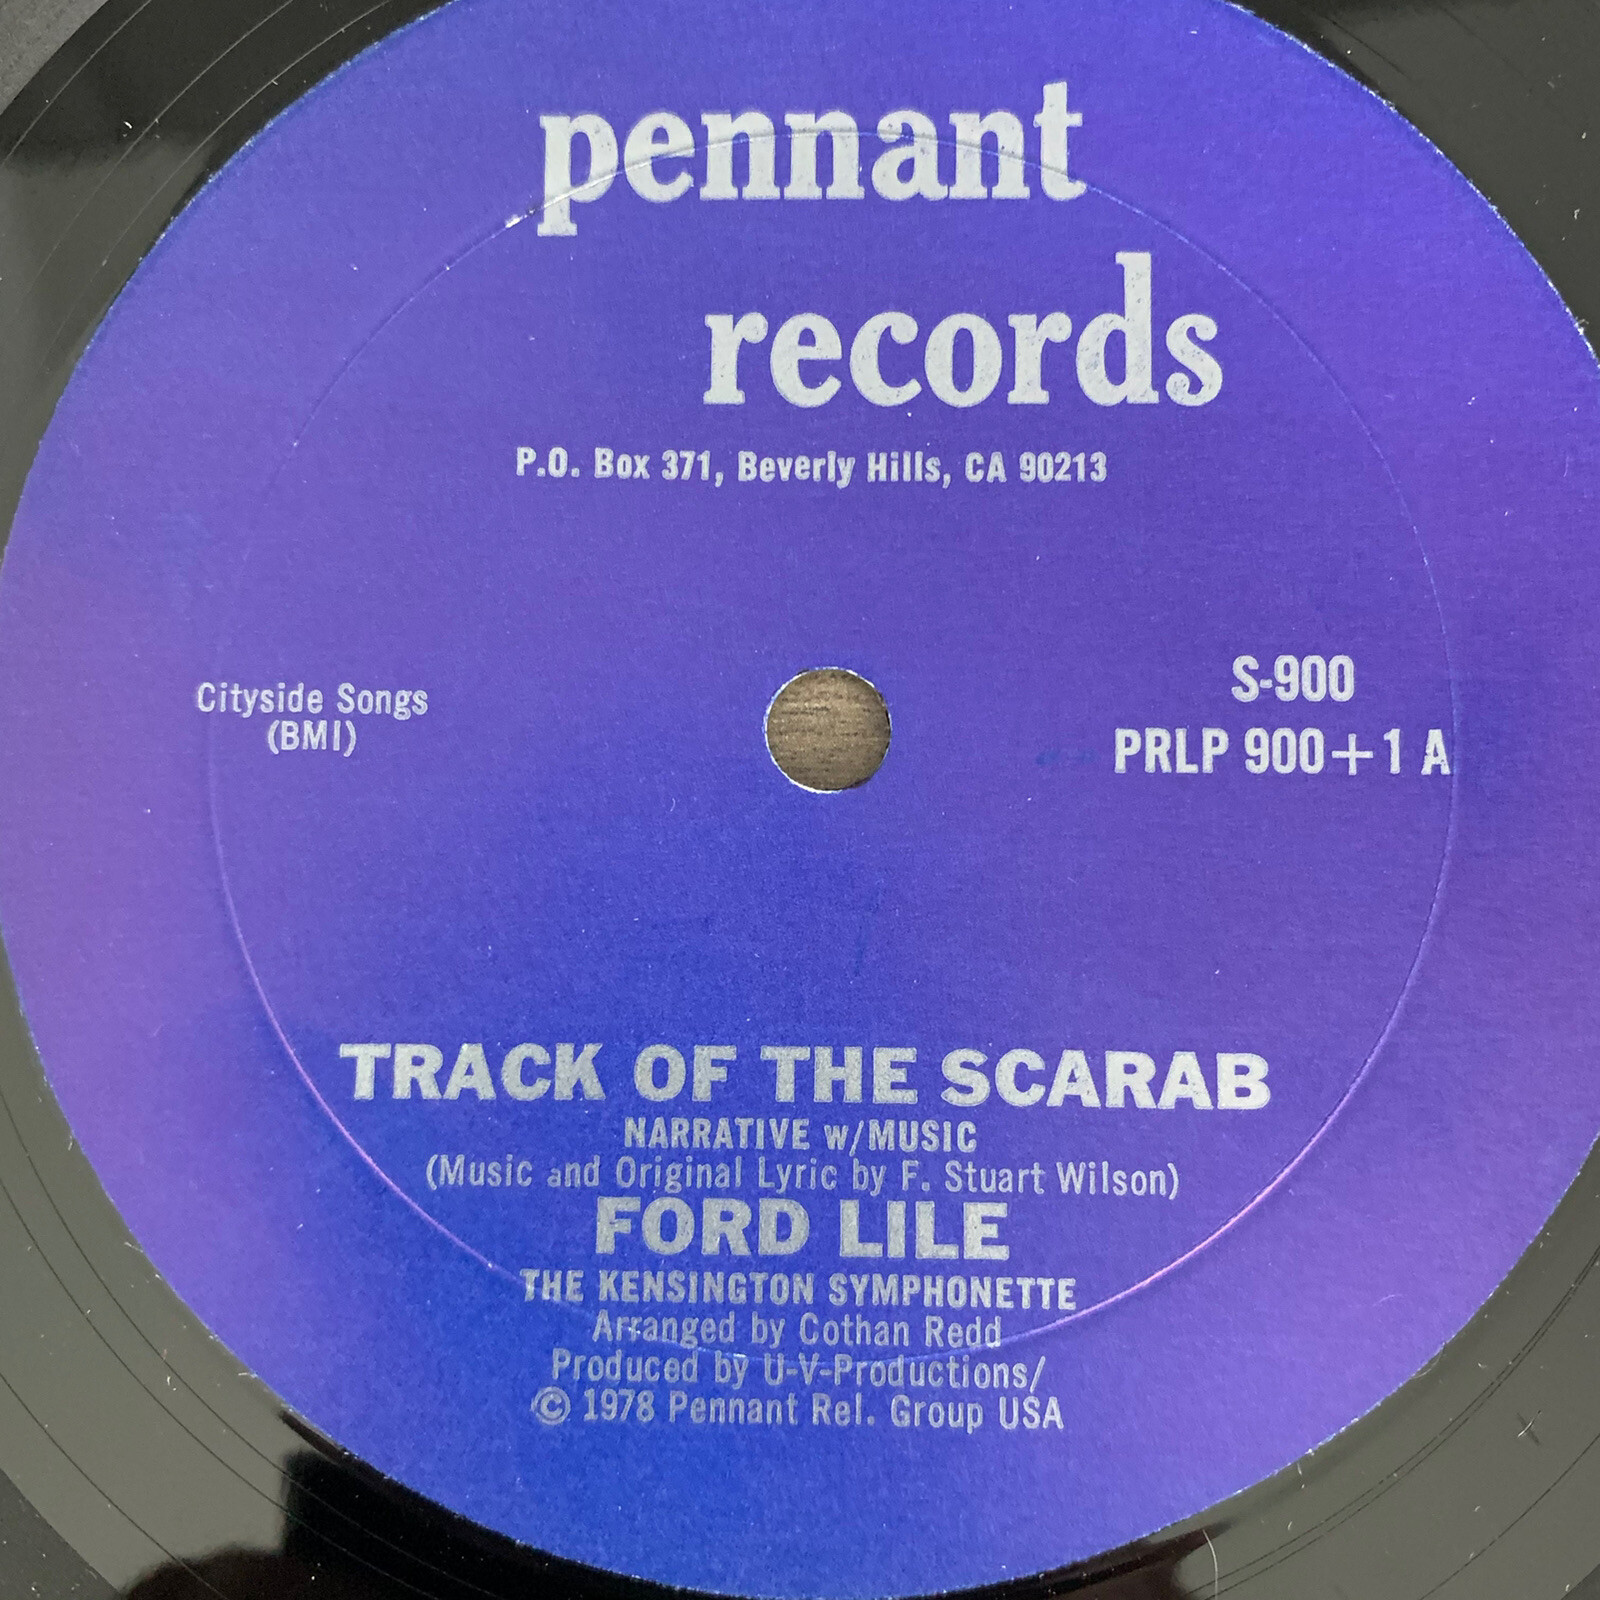 pennant
records
P.O. Box 371, Beverly Hills, CA 90213
Cityside Songs
(BMI)
S-900
PRLP 900+1 A
TRACK OF THE SCARAB
NARRATIVE w/MUSIC
(Music and Original Lyric by F. Stuart Wilson)
FORD LILE
THE KENSINGTON SYMPHONETTE
Arranged by Cothan Redd
Produced by U-V-Productions/
© 1978 Pennant Rel. Group USA